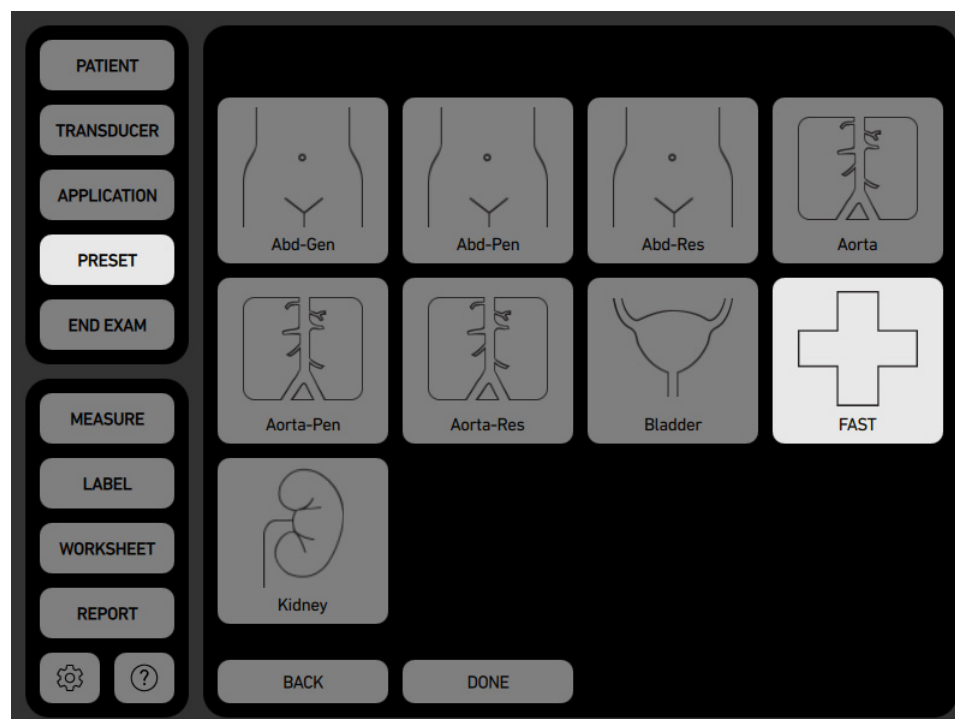 PATIENT
TRANSDUCER
APPLICATION
PRESET
END EXAM
MEASURE
LABEL
WORKSHEET
REPORT
?
Abd-Gen
Abd-Pen
Abd-Res
Aorta
Aorta-Pen
Aorta-Res
Bladder
FAST
Kidney
BACK
DONE